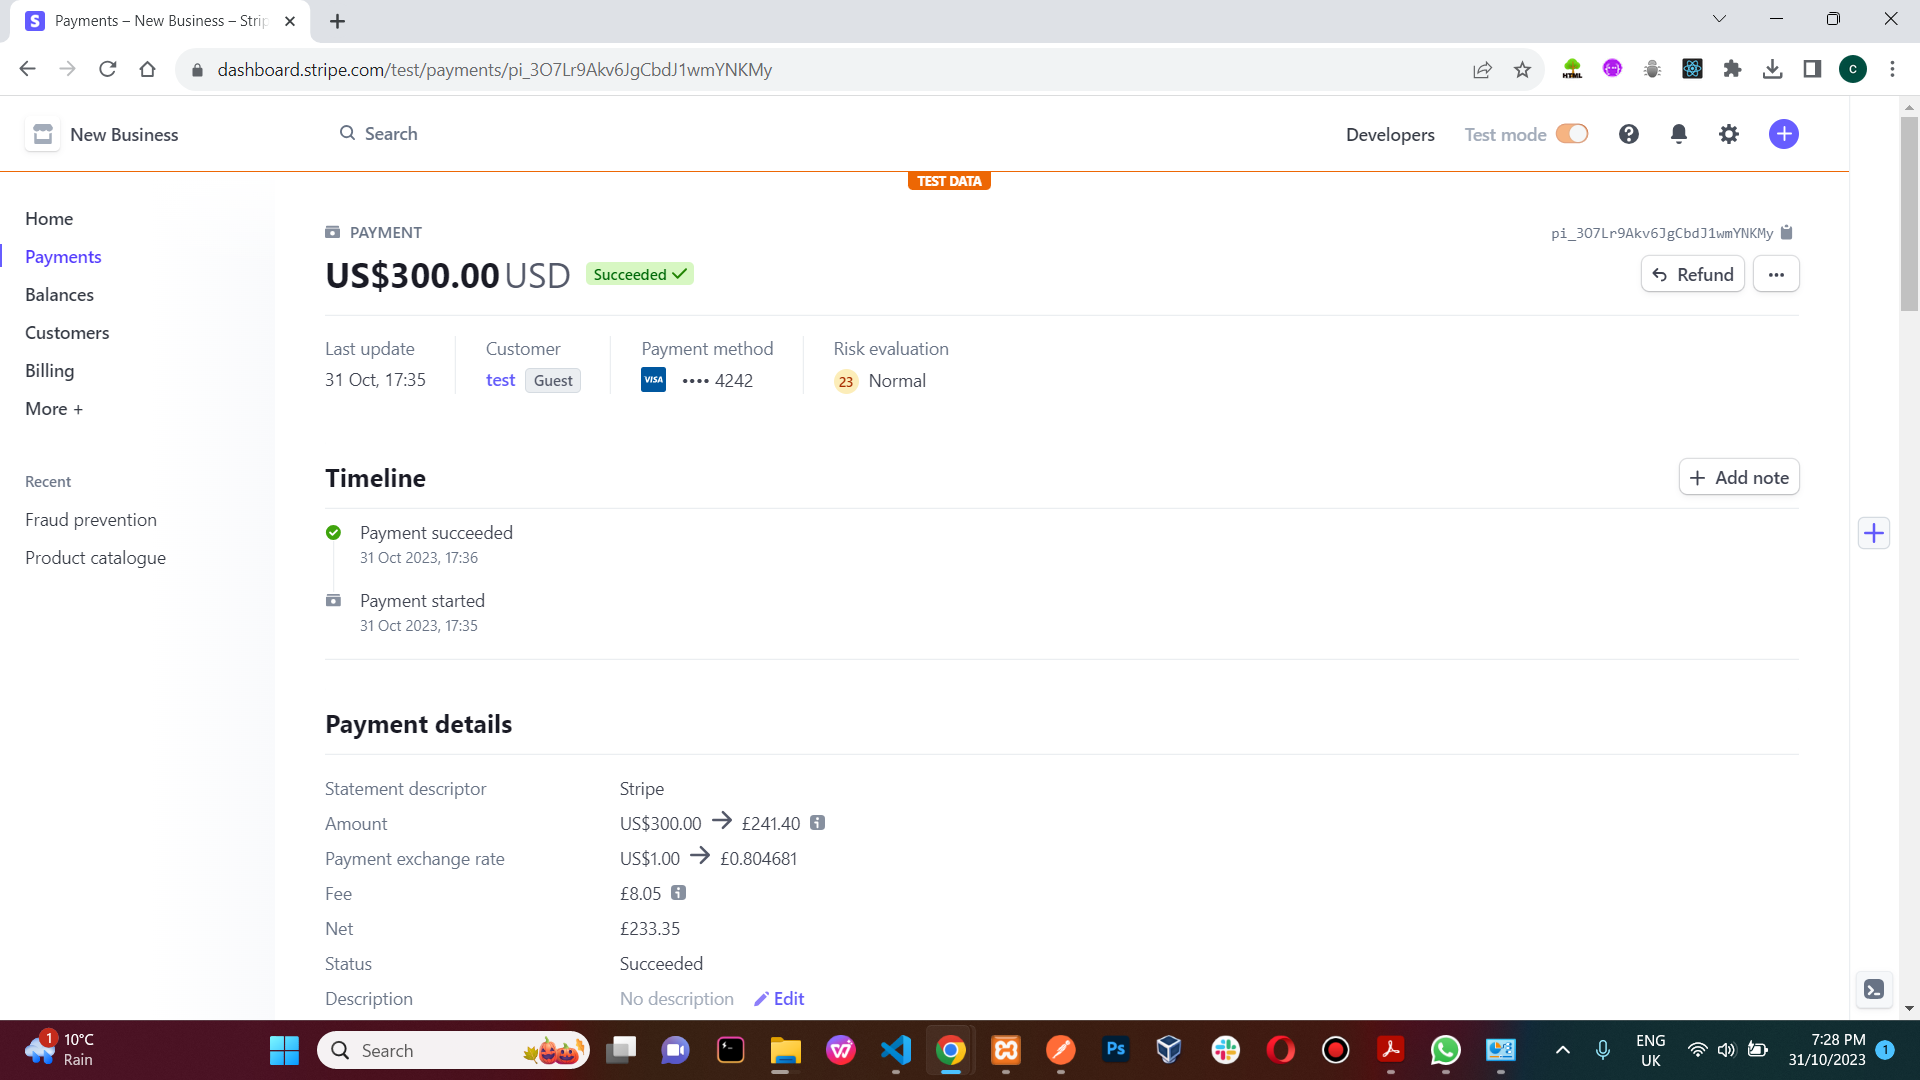 Payments – New Business – Strip
dashboard.stripe.com/test/payments/pi_3O7Lr9Akv6JgCbdJ1wmYNKMy
HTML
c
New Business
Search
Developers
Test mode
TEST DATA
Home
Payments
Balances
Customers
Billing
More +
Recent
Fraud prevention
Product catalogue
PAYMENT
pi_3O7Lr9Akv6JgCbdJ1wmYNKMy
US$300.00 USD
Succeeded
Refund
Last update
31 Oct, 17:35
Customer
test Guest
Payment method
VISA •••• 4242
Risk evaluation
23 Normal
Timeline
Add note
Payment succeeded
31 Oct 2023, 17:36
Payment started
31 Oct 2023, 17:35
Payment details
Statement descriptor Stripe
Amount US$300.00 → £241.40
Payment exchange rate US$1.00 → £0.804681
Fee £8.05
Net £233.35
Status Succeeded
Description No description Edit
1
10°C
Rain
Search
Ps
ENG
UK
7:28 PM
31/10/2023
1